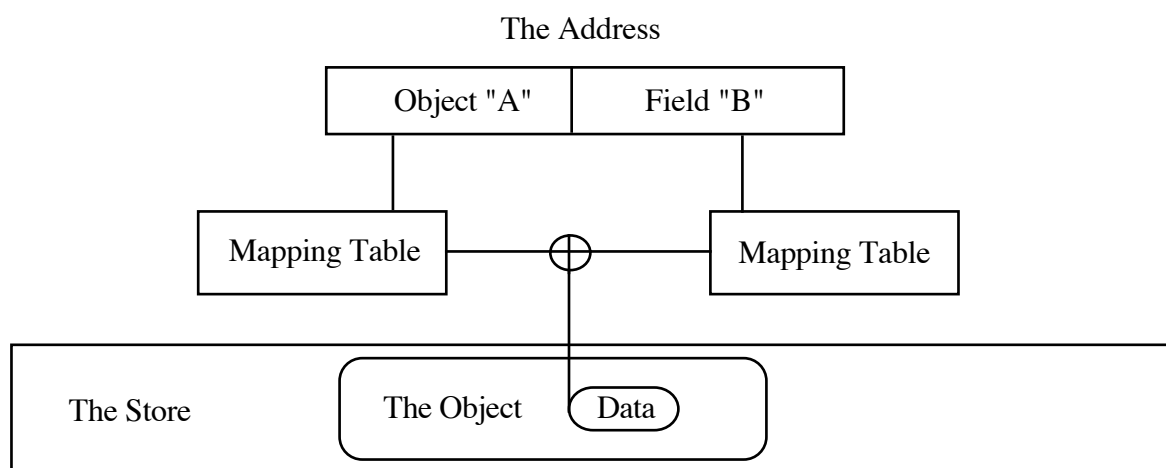 The Address
Object "A"
Field "B"
Mapping Table
Mapping Table
The Store
The Object
Data